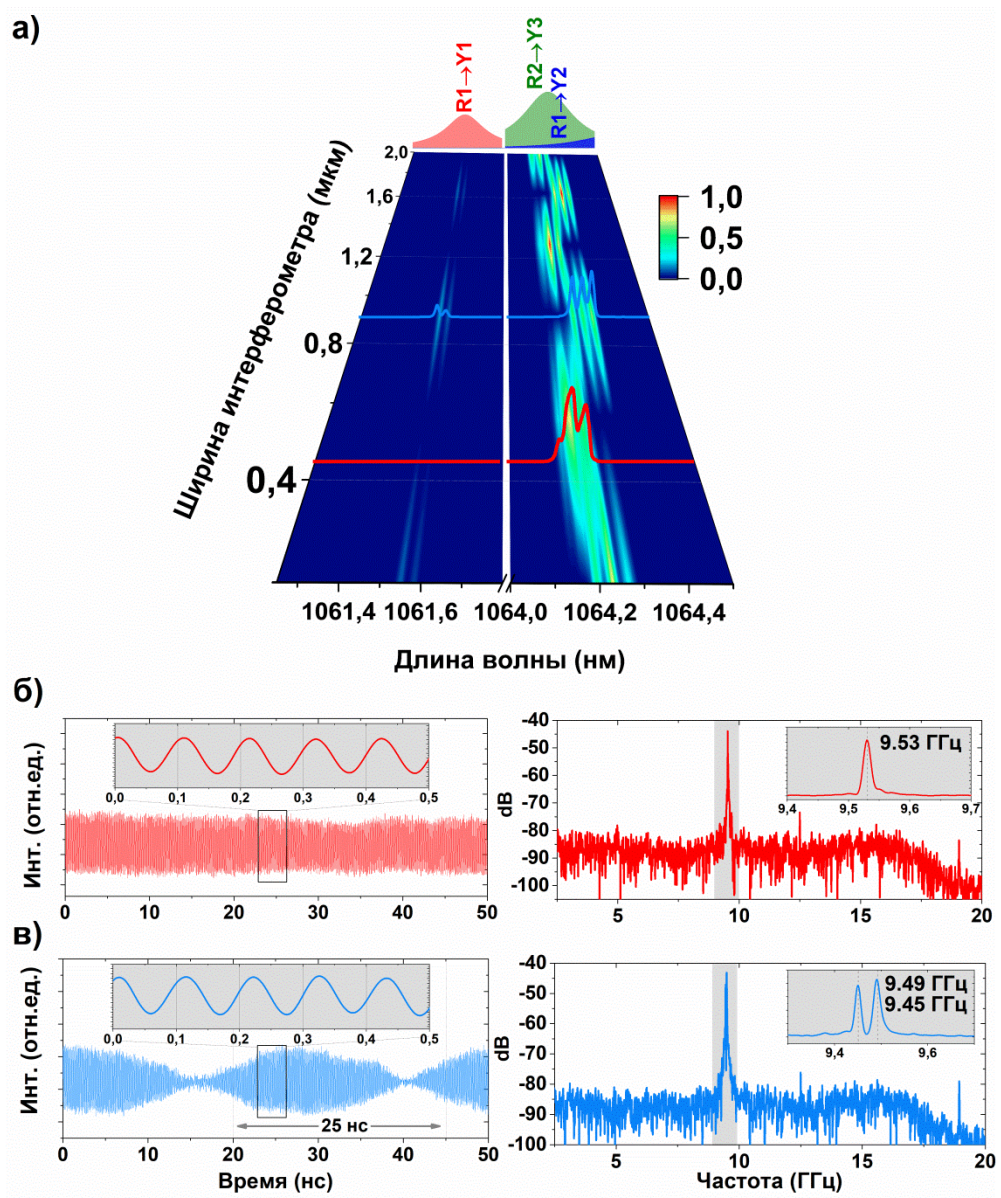 а)
R1→Y1
R2→Y3
R1→Y2
Ширина интерферометра (мкм)
2,0
1,6
1,2
0,8
0,4
1,0
0,5
0,0
1061,4 1061,6 1064,0 1064,2 1064,4
Длина волны (нм)
б)
Инт. (отн.ед.)
0,0 0,1 0,2 0,3 0,4 0,5
0 10 20 30 40 50
dB
-40
-50
-60
-70
-80
-90
-100
9.53 ГГц
9,4 9,5 9,6 9,7
5 10 15 20
в)
Инт. (отн.ед.)
0,1 0,2 0,3 0,4 0,5
25 нс
0 10 20 30 40 50
Время (нс)
dB
-40
-50
-60
-70
-80
-90
-100
9.49 ГГц
9.45 ГГц
9,4 9,6
5 10 15 20
Частота (ГГц)